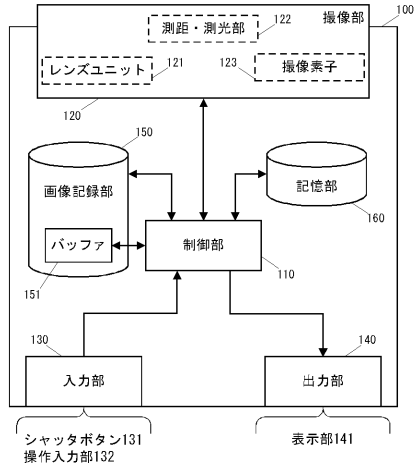 撮像部
100
測距・測光部
122
レンズユニット
121
123
撮像素子
120
150
画像記録部
記憶部
160
バッファ
151
制御部
110
130
入力部
140
出力部
シャッタボタン131
操作入力部132
表示部141